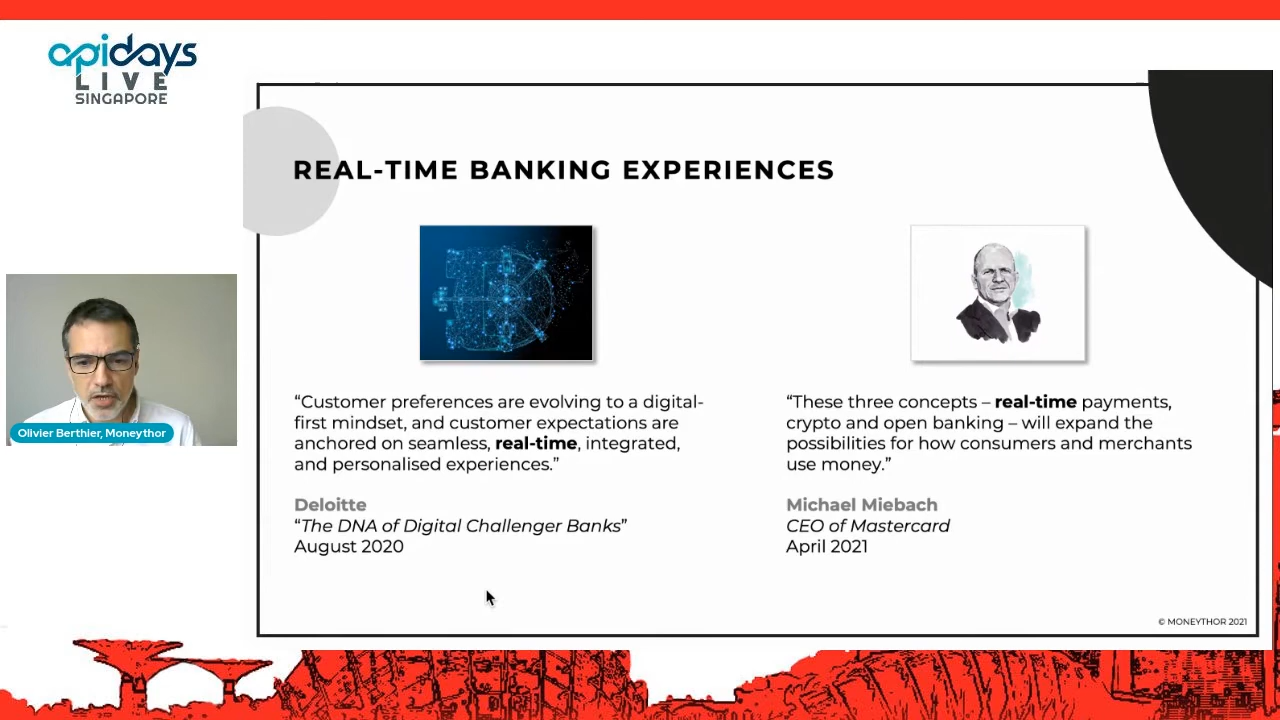 apidays
LIVE
SINGAPORE
REAL-TIME BANKING EXPERIENCES
“Customer preferences are evolving to a digital-
first mindset, and customer expectations are
anchored on seamless, real-time, integrated,
and personalised experiences.”
Deloitte
“The DNA of Digital Challenger Banks”
August 2020
“These three concepts – real-time payments,
crypto and open banking – will expand the
possibilities for how consumers and merchants
use money.”
Michael Miebach
CEO of Mastercard
April 2021
Olivier Berthier, Moneythor
© MONEYTHOR 2021